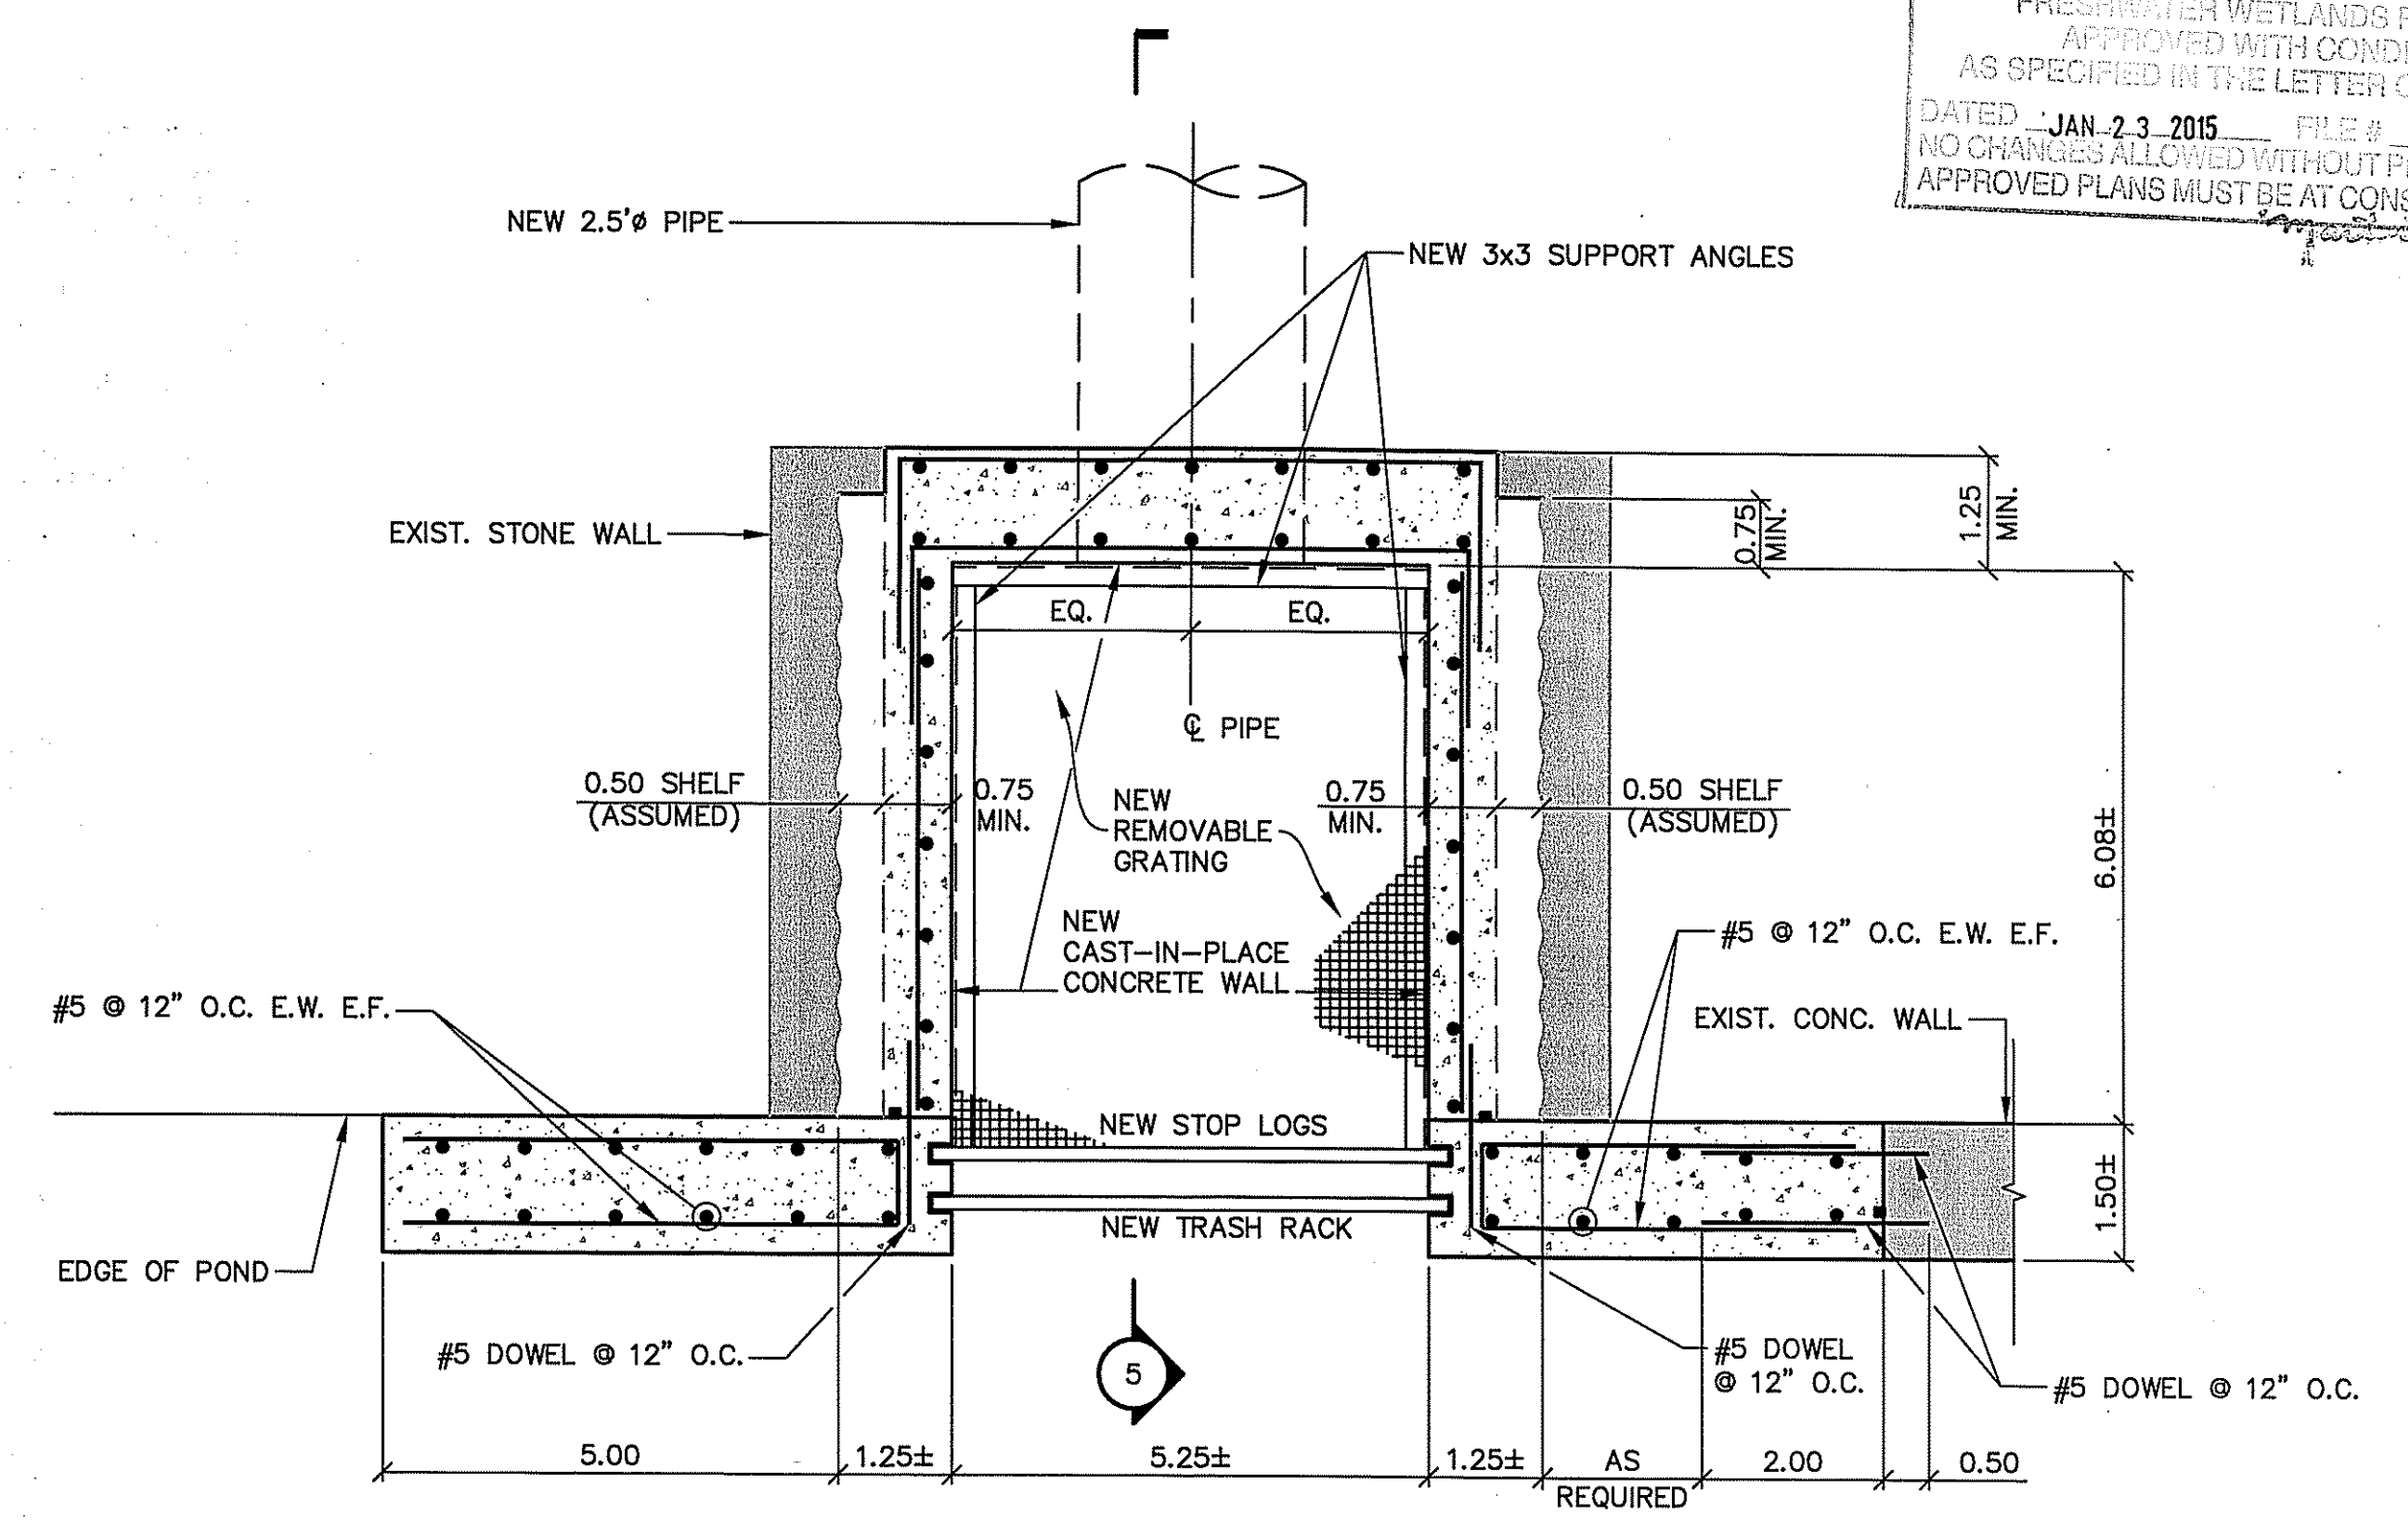 FRESHWATER WETLANDS
APPROVED WITH
AS SPECIFIED IN THE LETTER
DATED JAN 23 2015 FILE #
NO CHANGES ALLOWED WITHOUT
APPROVED PLANS MUST BE AT
NEW 2.5'ø PIPE
NEW 3x3 SUPPORT ANGLES
EXIST. STONE WALL
0.75
MIN.
1.25
MIN.
EQ.
EQ.
℄ PIPE
0.50 SHELF
(ASSUMED)
0.75
MIN.
NEW
REMOVABLE
GRATING
0.75
MIN.
0.50 SHELF
(ASSUMED)
6.08±
NEW
CAST-IN-PLACE
CONCRETE WALL
#5 @ 12" O.C. E.W. E.F.
#5 @ 12" O.C. E.W. E.F.
EXIST. CONC. WALL
NEW STOP LOGS
NEW TRASH RACK
1.50±
EDGE OF POND
#5 DOWEL @ 12" O.C.
5
#5 DOWEL
@ 12" O.C.
#5 DOWEL @ 12" O.C.
5.00
1.25±
5.25±
1.25±
AS
REQUIRED
2.00
0.50